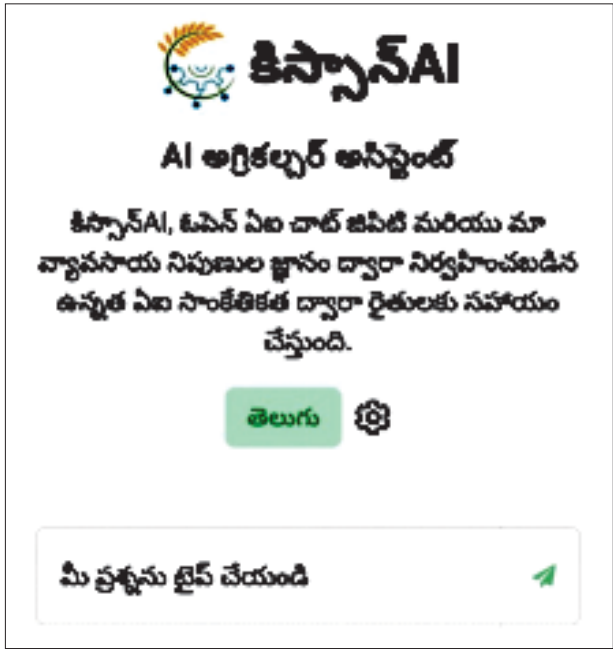 కిస్సాన్AI
AI అగ్రికల్చర్ అసిస్టెంట్
కిస్సాన్AI, ఓపెన్ ఏఐ చాట్ జిపిటి మరియు మా
వ్యావసాయ నిపుణుల జ్ఞానం ద్వారా నిర్వహించబడిన
ఉన్నత ఏఐ సాంకేతికత ద్వారా రైతులకు సహాయం
చేస్తుంది.
తెలుగు
మీ ప్రశ్నను టైప్ చేయండి